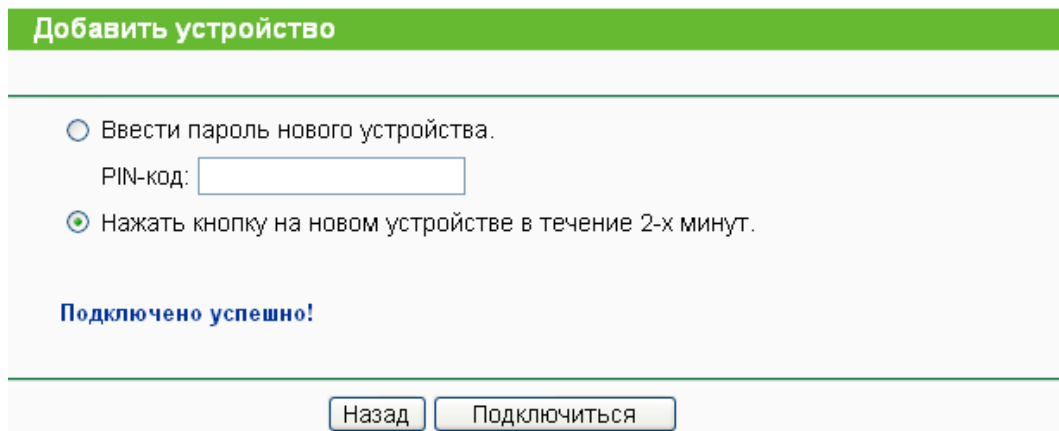 Добавить устройство
Ввести пароль нового устройства.
PIN-код:
Нажать кнопку на новом устройстве в течение 2-х минут.
Подключено успешно!
Назад Подключиться